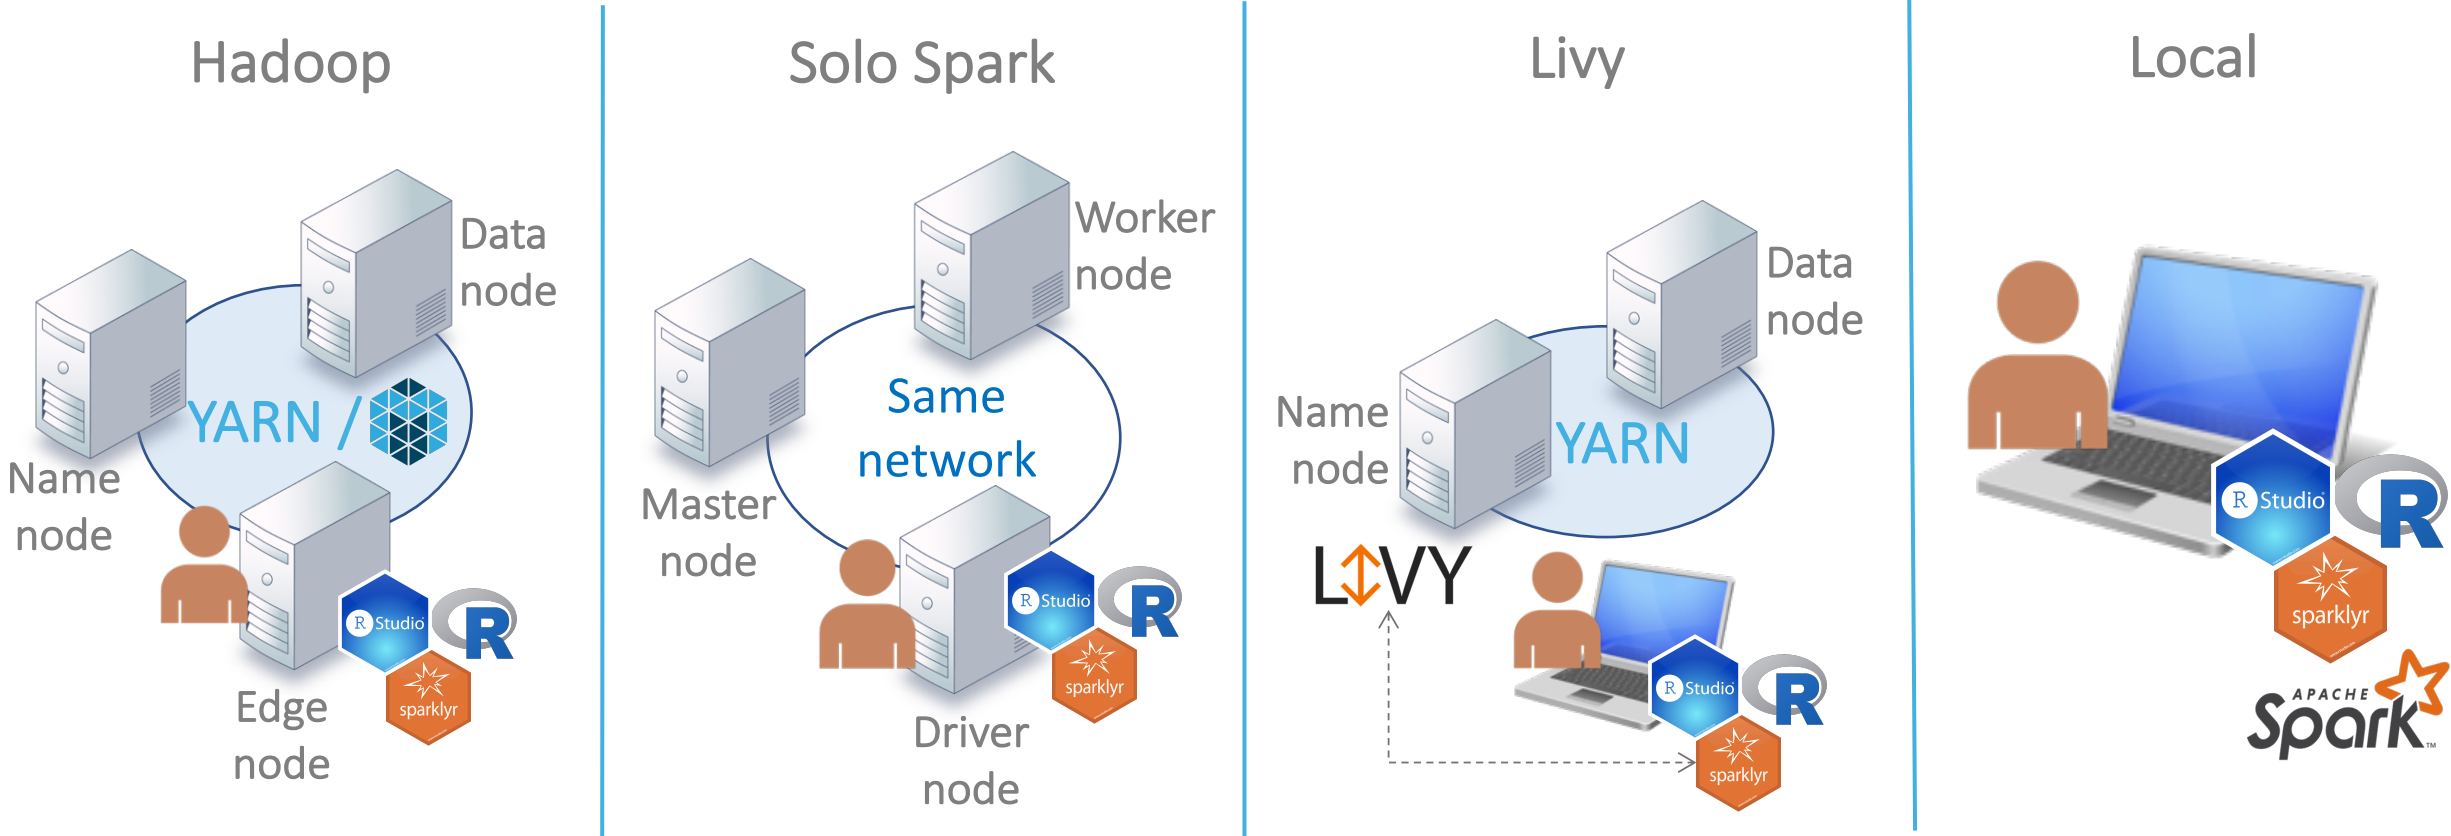 Hadoop
Data
node
YARN /
Name
node
R Studio
R
sparklyr
Edge
node
Solo Spark
Worker
node
Same
network
Master
node
R Studio
R
sparklyr
Driver
node
Livy
Data
node
Name
node
YARN
LIVY
R Studio
R
sparklyr
Local
R Studio
R
sparklyr
APACHE
Spark™